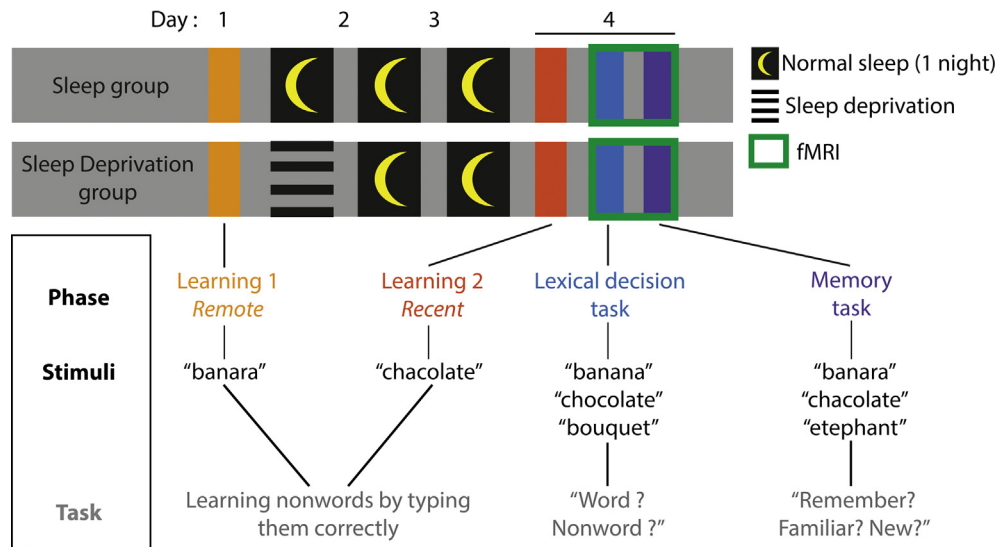 Day : 1 2 3 4
Sleep group
Normal sleep (1 night)
Sleep deprivation
fMRI
Sleep Deprivation
group
Phase
Learning 1
Remote
Learning 2
Recent
Lexical decision
task
Memory
task
Stimuli
“banara”
“chacolate”
“banana”
“chocolate”
“bouquet”
“banara”
“chacolate”
“etephant”
Task
Learning nonwords by typing
them correctly
“Word ?
Nonword ?”
“Remember?
Familiar? New?”